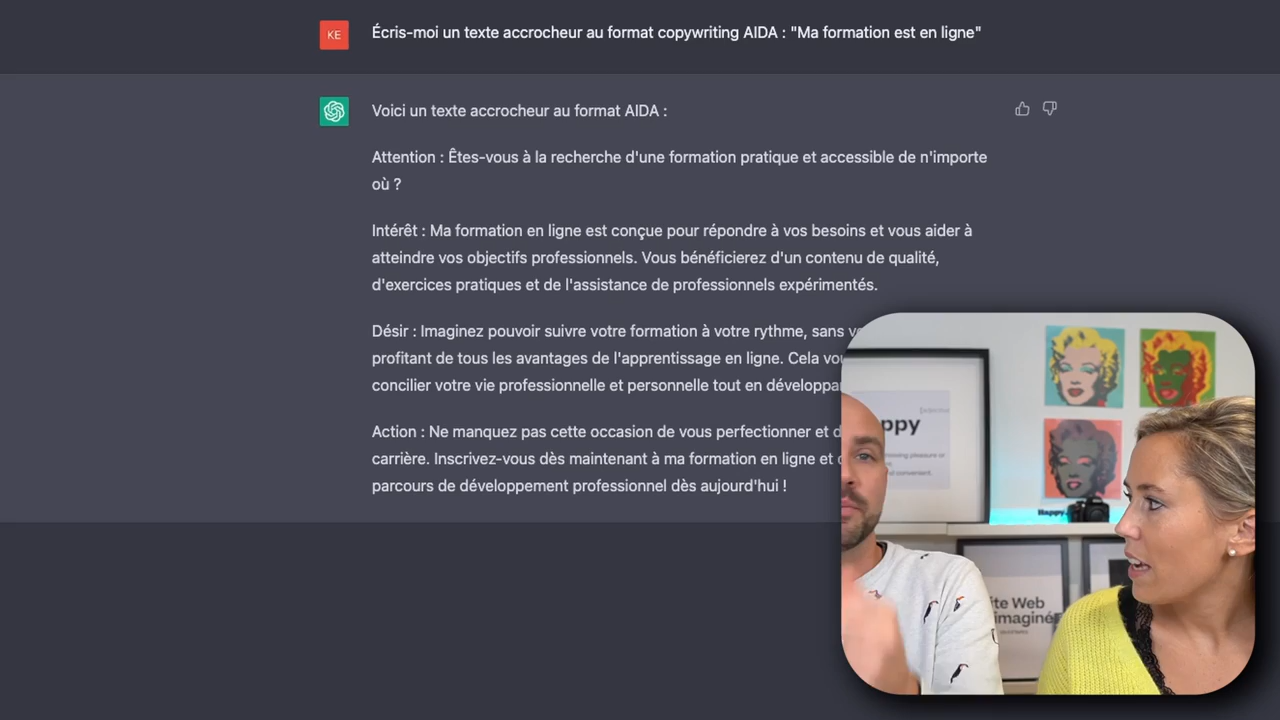 KE
Écris-moi un texte accrocheur au format copywriting AIDA : "Ma formation est en ligne"
Voici un texte accrocheur au format AIDA :
Attention : Êtes-vous à la recherche d'une formation pratique et accessible de n'importe
où ?
Intérêt : Ma formation en ligne est conçue pour répondre à vos besoins et vous aider à
atteindre vos objectifs professionnels. Vous bénéficierez d'un contenu de qualité,
d'exercices pratiques et de l'assistance de professionnels expérimentés.
Désir : Imaginez pouvoir suivre votre formation à votre rythme, sans
profitant de tous les avantages de l'apprentissage en ligne. Cela
concilier votre vie professionnelle et personnelle tout en
Action : Ne manquez pas cette occasion de vous perfectionner et
carrière. Inscrivez-vous dès maintenant à ma formation en ligne et
parcours de développement professionnel dès aujourd'hui !
ppy
pleasure or
convenient.
Happy.
ite Web
imaginé